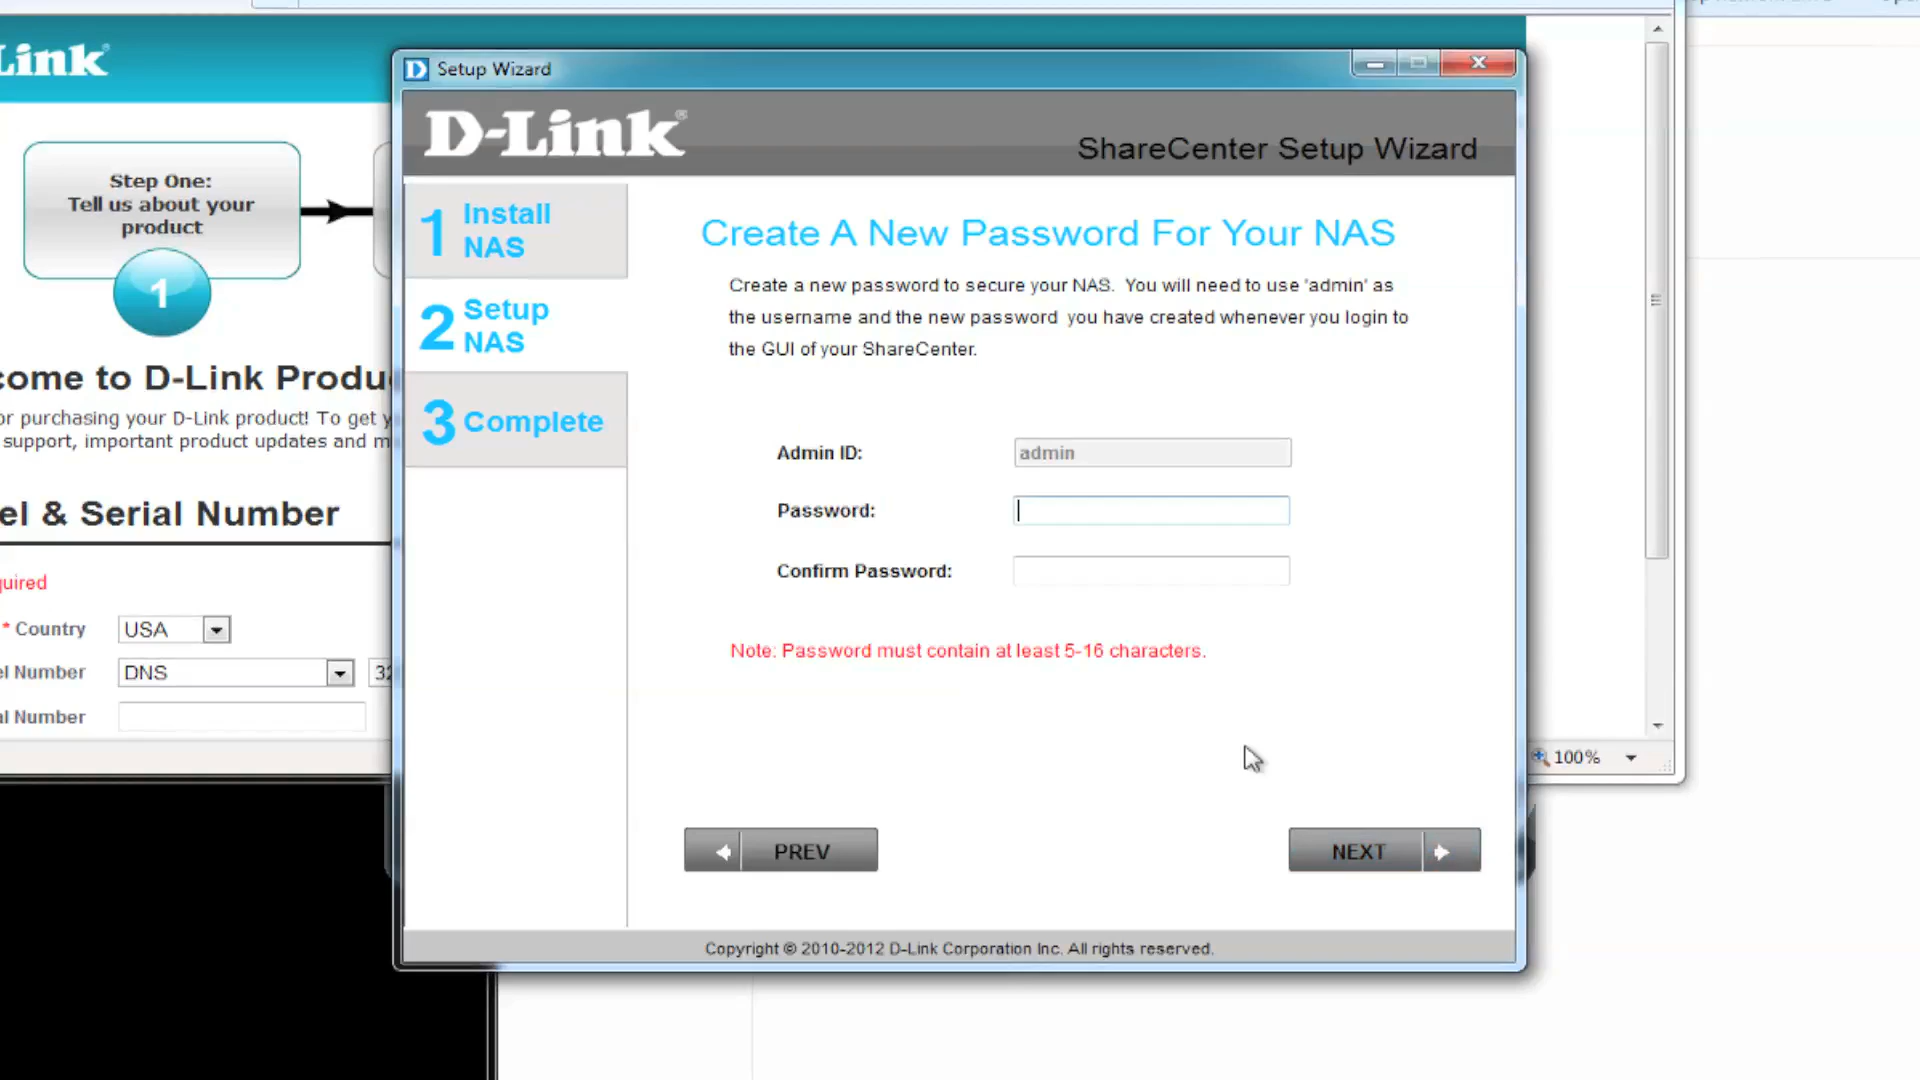 Link
Step One:
Tell us about your
product
1
come to D-Link Produc
or purchasing your D-Link product! To get y
support, important product updates and m
el & Serial Number
quired
* Country USA
el Number DNS 32
al Number
100%
Setup Wizard
D-Link®
ShareCenter Setup Wizard
1 Install
NAS
2 Setup
NAS
3 Complete
Create A New Password For Your NAS
Create a new password to secure your NAS. You will need to use 'admin' as
the username and the new password you have created whenever you login to
the GUI of your ShareCenter.
Admin ID: admin
Password:
Confirm Password:
Note: Password must contain at least 5-16 characters.
PREV
NEXT
Copyright © 2010-2012 D-Link Corporation Inc. All rights reserved.